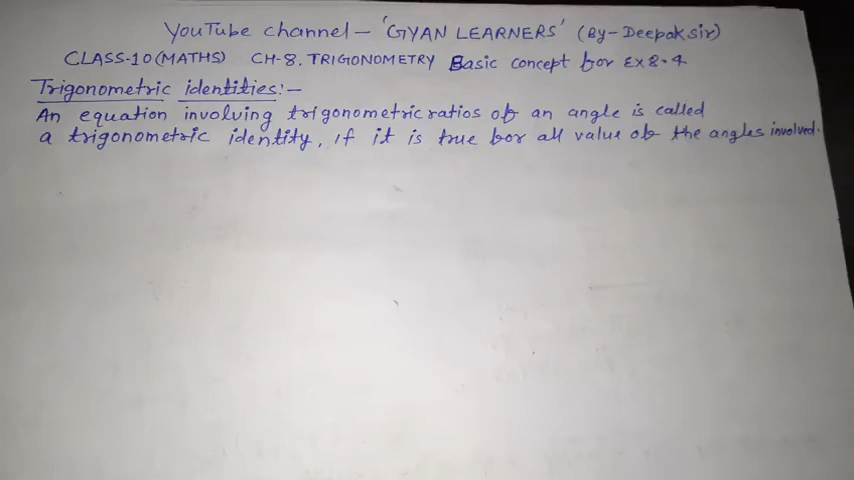 YouTube channel - 'GYAN LEARNERS' (By-Deepak sir)
CLASS-10 (MATHS) CH-8. TRIGONOMETRY Basic concept for Ex 8.4
Trigonometric identities:-
An equation involving trigonometric ratios of an angle is called
a trigonometric identity, if it is true for all value of the angles involved.